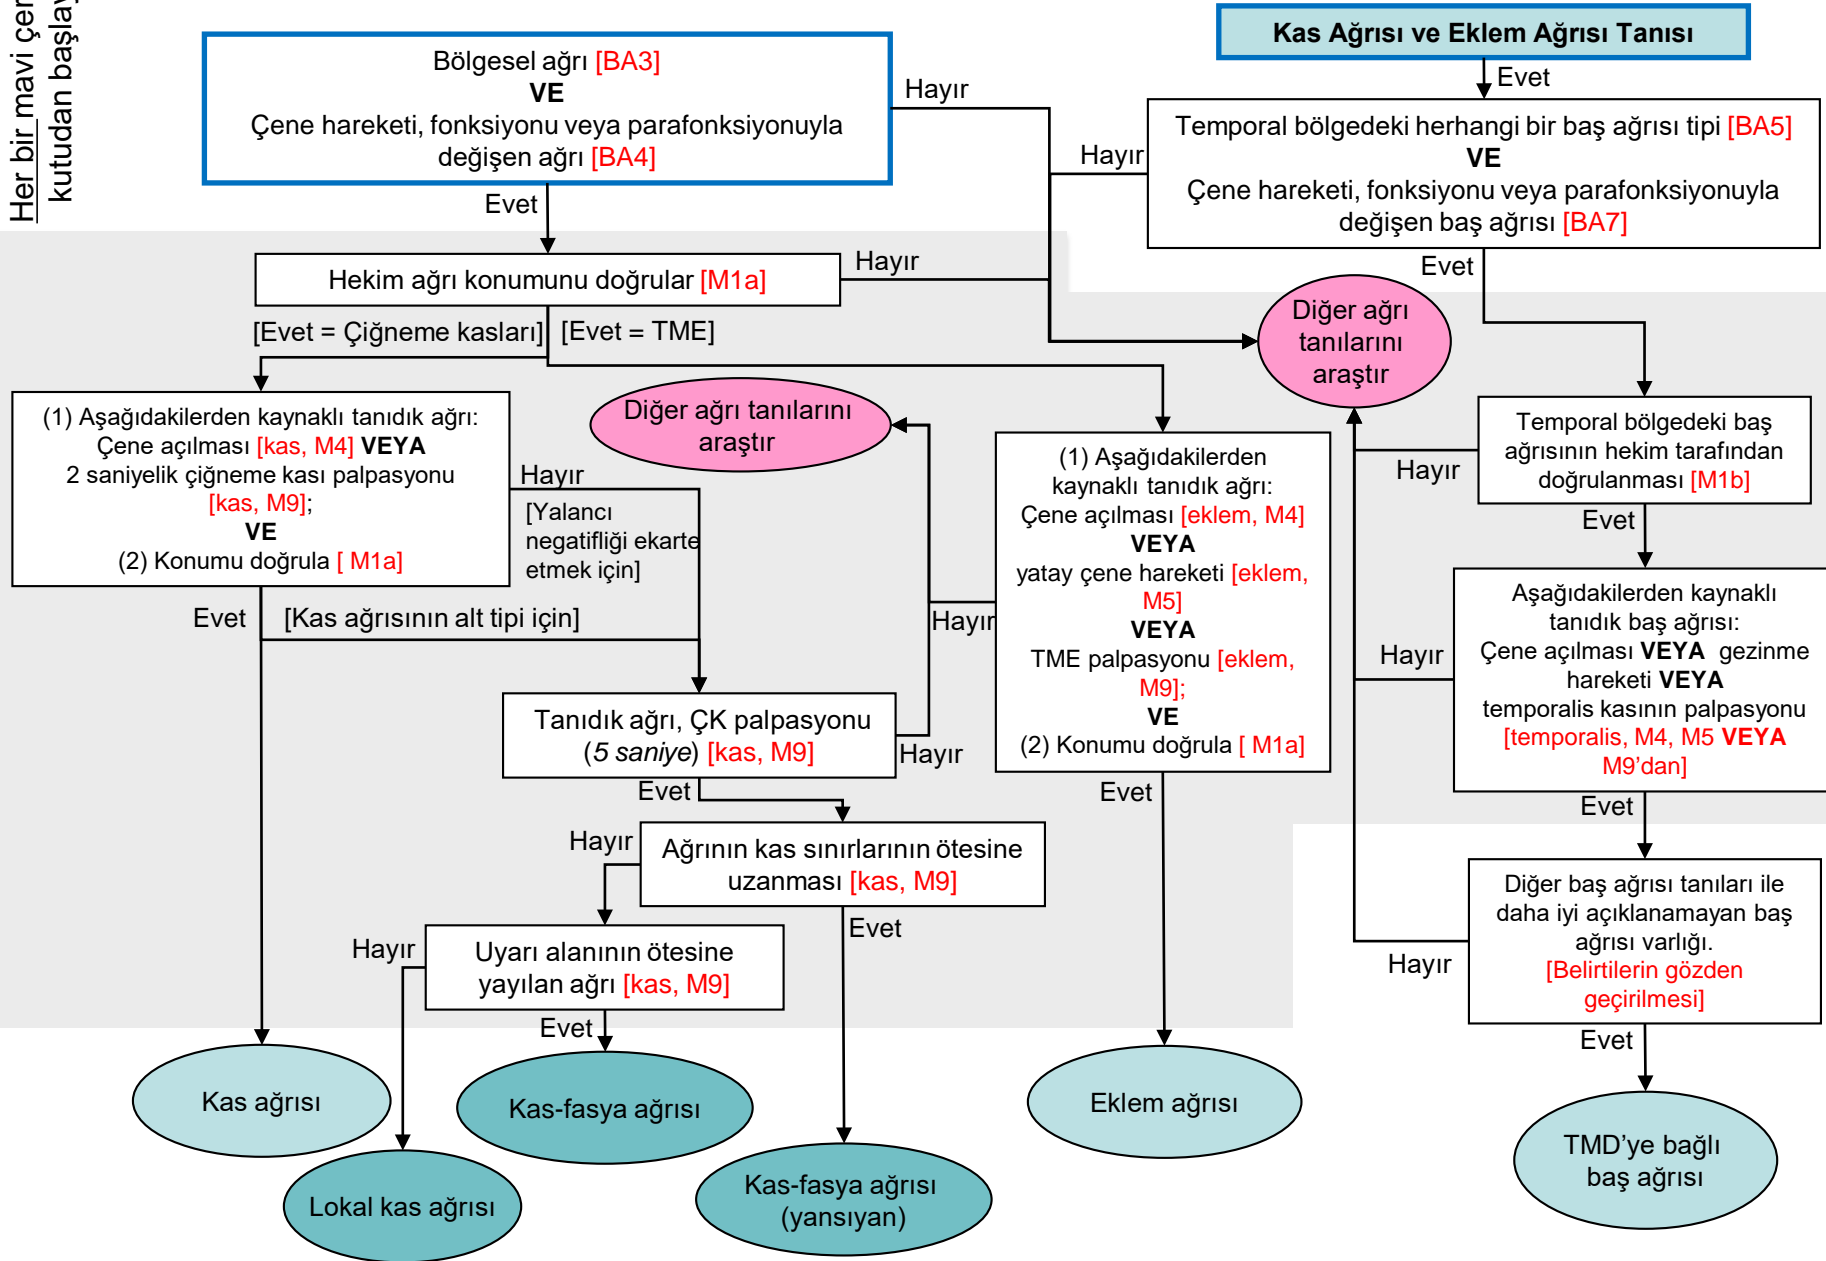 Her bir mavi çer
kutudan başlay
Kas Ağrısı ve Eklem Ağrısı Tanısı
Evet
Bölgesel ağrı [BA3]
VE
Çene hareketi, fonksiyonu veya parafonksiyonuyla
değişen ağrı [BA4]
Hayır
Evet
Temporal bölgedeki herhangi bir baş ağrısı tipi [BA5]
VE
Çene hareketi, fonksiyonu veya parafonksiyonuyla
değişen baş ağrısı [BA7]
Hayır
Evet
Hekim ağrı konumunu doğrular [M1a]
Hayır
[Evet = Çiğneme kasları]
[Evet = TME]
Diğer ağrı
tanılarını
araştır
(1) Aşağıdakilerden kaynaklı tanıdık ağrı:
Çene açılması [kas, M4] VEYA
2 saniyelik çiğneme kası palpasyonu
[kas, M9];
VE
(2) Konumu doğrula [ M1a]
Hayır
[Yalancı
negatifliği ekarte
etmek için]
Evet
[Kas ağrısının alt tipi için]
Diğer ağrı tanılarını
araştır
(1) Aşağıdakilerden
kaynaklı tanıdık ağrı:
Çene açılması [eklem, M4]
VEYA
yatay çene hareketi [eklem,
M5]
VEYA
TME palpasyonu [eklem,
M9];
VE
(2) Konumu doğrula [ M1a]
Hayır
Evet
Temporal bölgedeki baş
ağrısının hekim tarafından
doğrulanması [M1b]
Hayır
Evet
Aşağıdakilerden kaynaklı
tanıdık baş ağrısı:
Çene açılması VEYA gezinme
hareketi VEYA
temporalis kasının palpasyonu
[temporalis, M4, M5 VEYA
M9’dan]
Hayır
Evet
Tanıdık ağrı, ÇK palpasyonu
(5 saniye) [kas, M9]
Hayır
Evet
Ağrının kas sınırlarının ötesine
uzanması [kas, M9]
Hayır
Evet
Uyarı alanının ötesine
yayılan ağrı [kas, M9]
Hayır
Evet
Diğer baş ağrısı tanıları ile
daha iyi açıklanamayan baş
ağrısı varlığı.
[Belirtilerin gözden
geçirilmesi]
Hayır
Evet
Kas ağrısı
Lokal kas ağrısı
Kas-fasya ağrısı
Kas-fasya ağrısı
(yansıyan)
Eklem ağrısı
TMD’ye bağlı
baş ağrısı